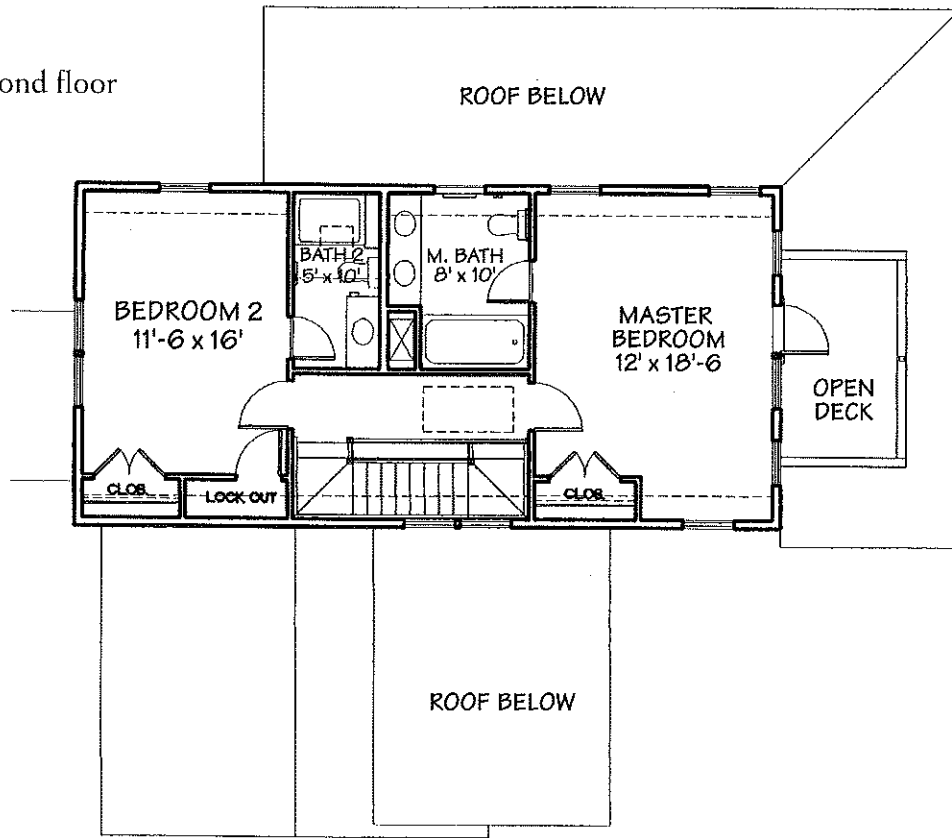 ond floor
ROOF BELOW
BATH 2
5' x 10'
M. BATH
8' x 10'
BEDROOM 2
11'-6 x 16'
MASTER
BEDROOM
12' x 18'-6
OPEN
DECK
CLOS.
LOCK OUT
CLOS.
ROOF BELOW